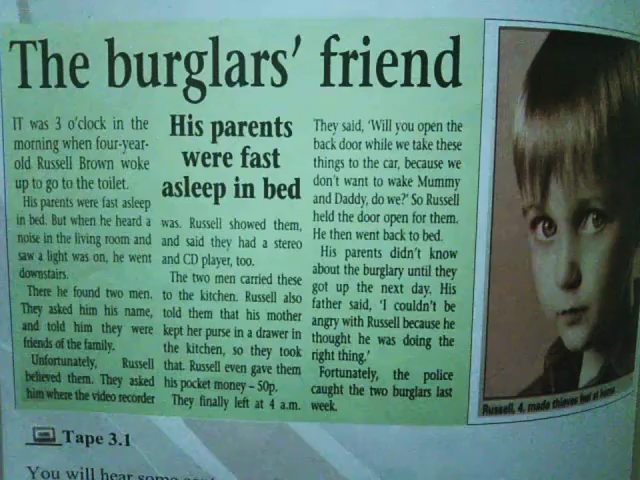 The burglars' friend
IT was 3 o'clock in the
morning when four-year-
old Russell Brown woke
up to go to the toilet.
His parents were fast asleep
in bed. But when he heard a
noise in the living room and
saw a light was on, he went
downstairs.
There he found two men.
They asked him his name,
and told him they were
friends of the family.
Unfortunately, Russell
believed them. They asked
him where the video recorder
His parents
were fast
asleep in bed
was. Russell showed them,
and said they had a stereo
and CD player, too.
The two men carried these
to the kitchen. Russell also
told them that his mother
kept her purse in a drawer in
the kitchen, so they took
that. Russell even gave them
his pocket money – 50p.
They finally left at 4 a.m.
They said, 'Will you open the
back door while we take these
things to the car, because we
don't want to wake Mummy
and Daddy, do we?' So Russell
held the door open for them.
He then went back to bed.
His parents didn't know
about the burglary until they
got up the next day. His
father said, 'I couldn't be
angry with Russell because he
thought he was doing the
right thing.'
Fortunately, the police
caught the two burglars last
week.
Russell, 4, made thieves feel at home
Tape 3.1
You will hear some